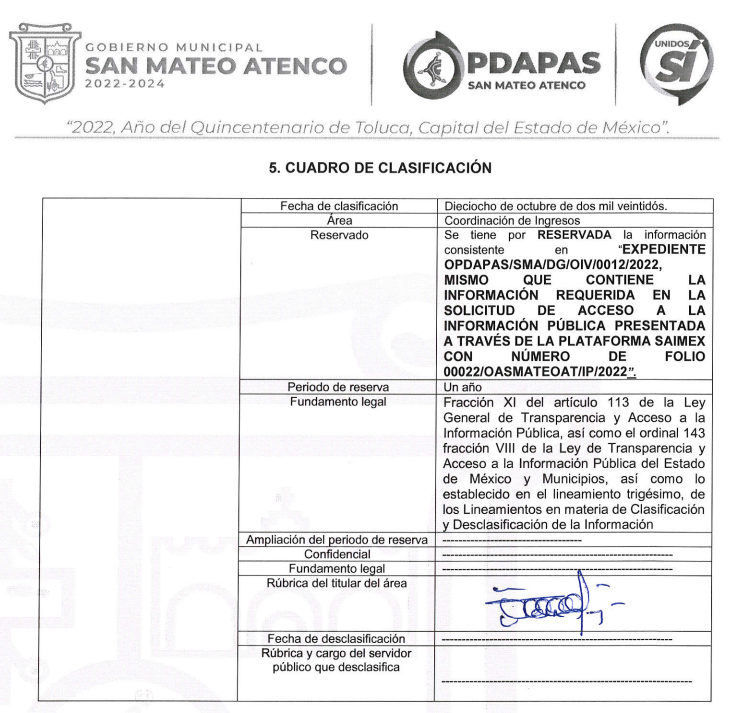 GOBIERNO MUNICIPAL
SAN MATEO ATENCO
2022-2024
OPDAPAS
SAN MATEO ATENCO
UNIDOS
SÍ
"2022, Año del Quincentenario de Toluca, Capital del Estado de México".
5. CUADRO DE CLASIFICACIÓN
Fecha de clasificación Dieciocho de octubre de dos mil veintidós.
Área Coordinación de Ingresos
Reservado Se tiene por RESERVADA la información
consistente en "EXPEDIENTE
OPDAPAS/SMA/DG/OIV/0012/2022,
MISMO QUE CONTIENE LA
INFORMACIÓN REQUERIDA EN LA
SOLICITUD DE ACCESO A LA
INFORMACIÓN PÚBLICA PRESENTADA
A TRAVÉS DE LA PLATAFORMA SAIMEX
CON NÚMERO DE FOLIO
00022/OASMATEOAT/IP/2022".
Periodo de reserva Un año
Fundamento legal Fracción XI del artículo 113 de la Ley
General de Transparencia y Acceso a la
Información Pública, así como el ordinal 143
fracción VIII de la Ley de Transparencia y
Acceso a la Información Pública del Estado
de México y Municipios, así como lo
establecido en el lineamiento trigésimo, de
los Lineamientos en materia de Clasificación
y Desclasificación de la Información
Ampliación del periodo de reserva -----------------------------------
Confidencial ----------------------------------------------------------
Fundamento legal ----------------------------------------------------------
Rúbrica del titular del área
Fecha de desclasificación ----------------------------------------------------------
Rúbrica y cargo del servidor
público que desclasifica
---------------------------------------------------------------